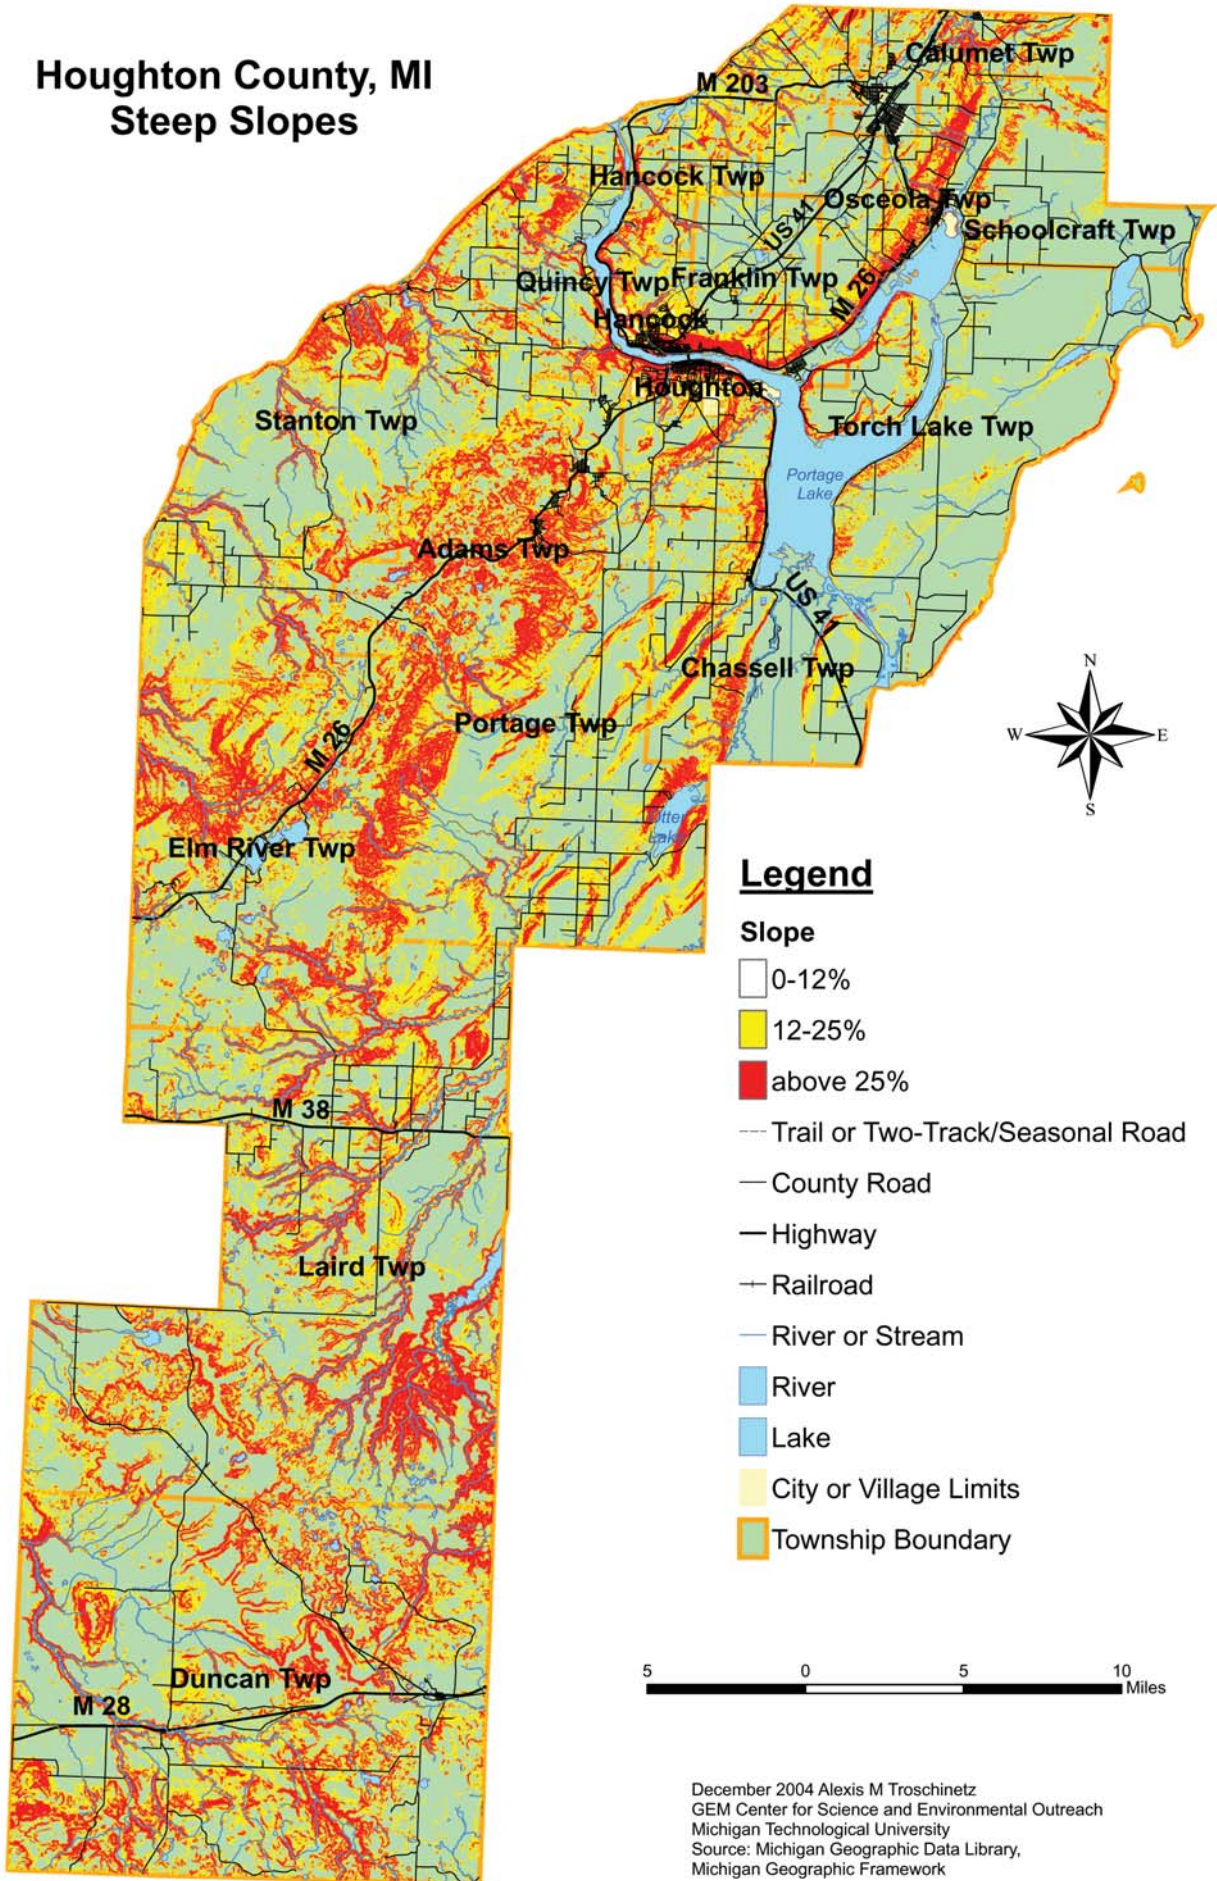 Houghton County, MI
Steep Slopes
Calumet Twp
M 203
Hancock Twp
Osceola Twp
US 41
Schoolcraft Twp
Quincy Twp
Franklin Twp
M 26
Hancock
Houghton
Stanton Twp
Torch Lake Twp
Portage
Lake
Adams Twp
US 41
Chassell Twp
Portage Twp
M 26
Otter
Lake
Elm River Twp
M 38
Laird Twp
Duncan Twp
M 28
N
W
E
S
Legend
Slope
0-12%
12-25%
above 25%
Trail or Two-Track/Seasonal Road
County Road
Highway
Railroad
River or Stream
River
Lake
City or Village Limits
Township Boundary
5 0 5 10
Miles
December 2004 Alexis M Troschinetz
GEM Center for Science and Environmental Outreach
Michigan Technological University
Source: Michigan Geographic Data Library,
Michigan Geographic Framework